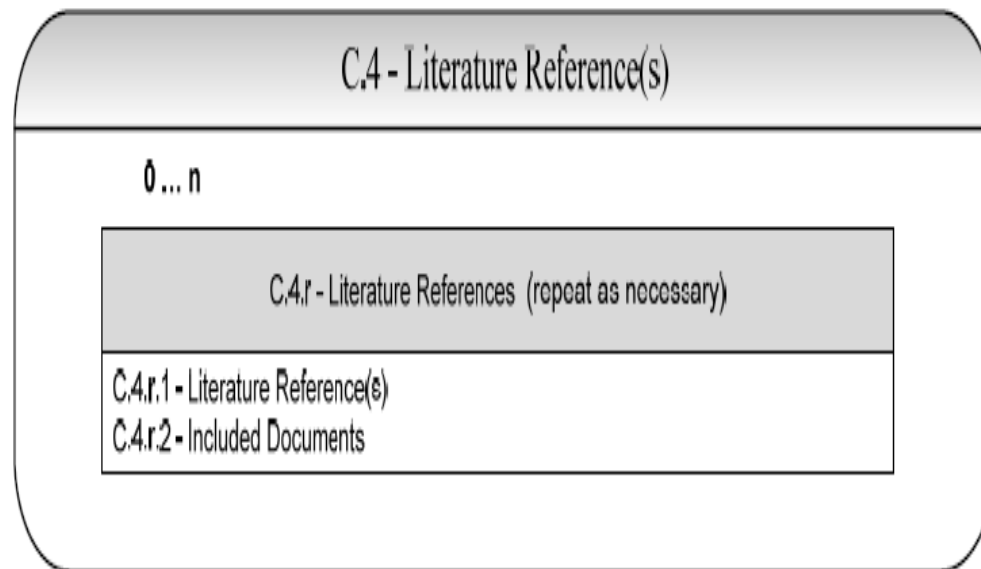 C.4 - Literature Reference(s)
0 ... n
C.4.r - Literature References (repeat as necessary)
C.4.r.1 - Literature Reference(s)
C.4.r.2 - Included Documents